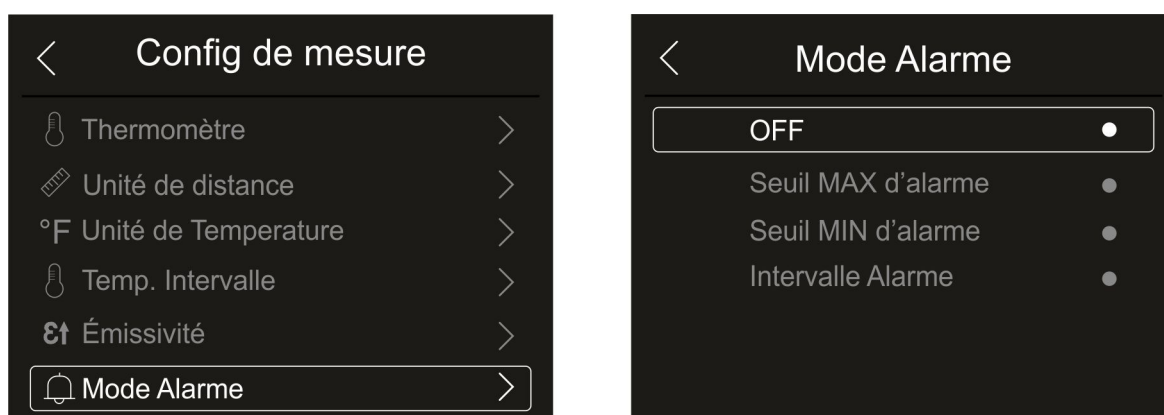 Config de mesure
Thermomètre
Unité de distance
°F Unité de Temperature
Temp. Intervalle
Ɛ↑ Émissivité
Mode Alarme
Mode Alarme
OFF
Seuil MAX d’alarme
Seuil MIN d’alarme
Intervalle Alarme